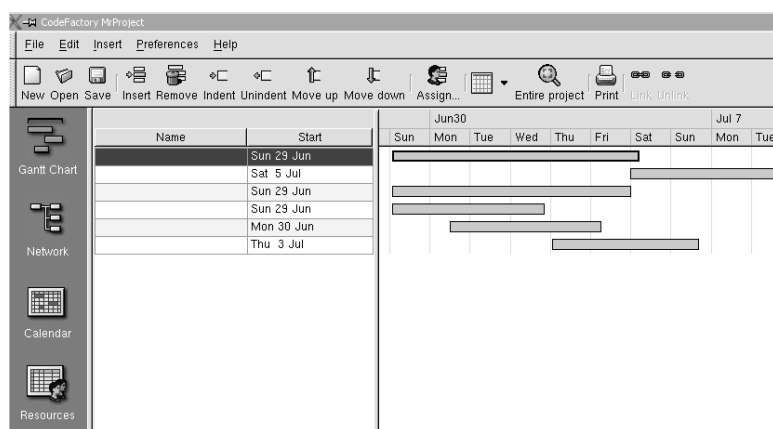 CodeFactory MrProject
File Edit Insert Preferences Help
New Open Save Insert Remove Indent Unindent Move up Move down Assign... Entire project Print Link Unlink
Jun30 Jul 7
Name Start Sun Mon Tue Wed Thu Fri Sat Sun Mon Tue
Sun 29 Jun
Gantt Chart Sat 5 Jul
Sun 29 Jun
Sun 29 Jun
Mon 30 Jun
Network Thu 3 Jul
Calendar
Resources